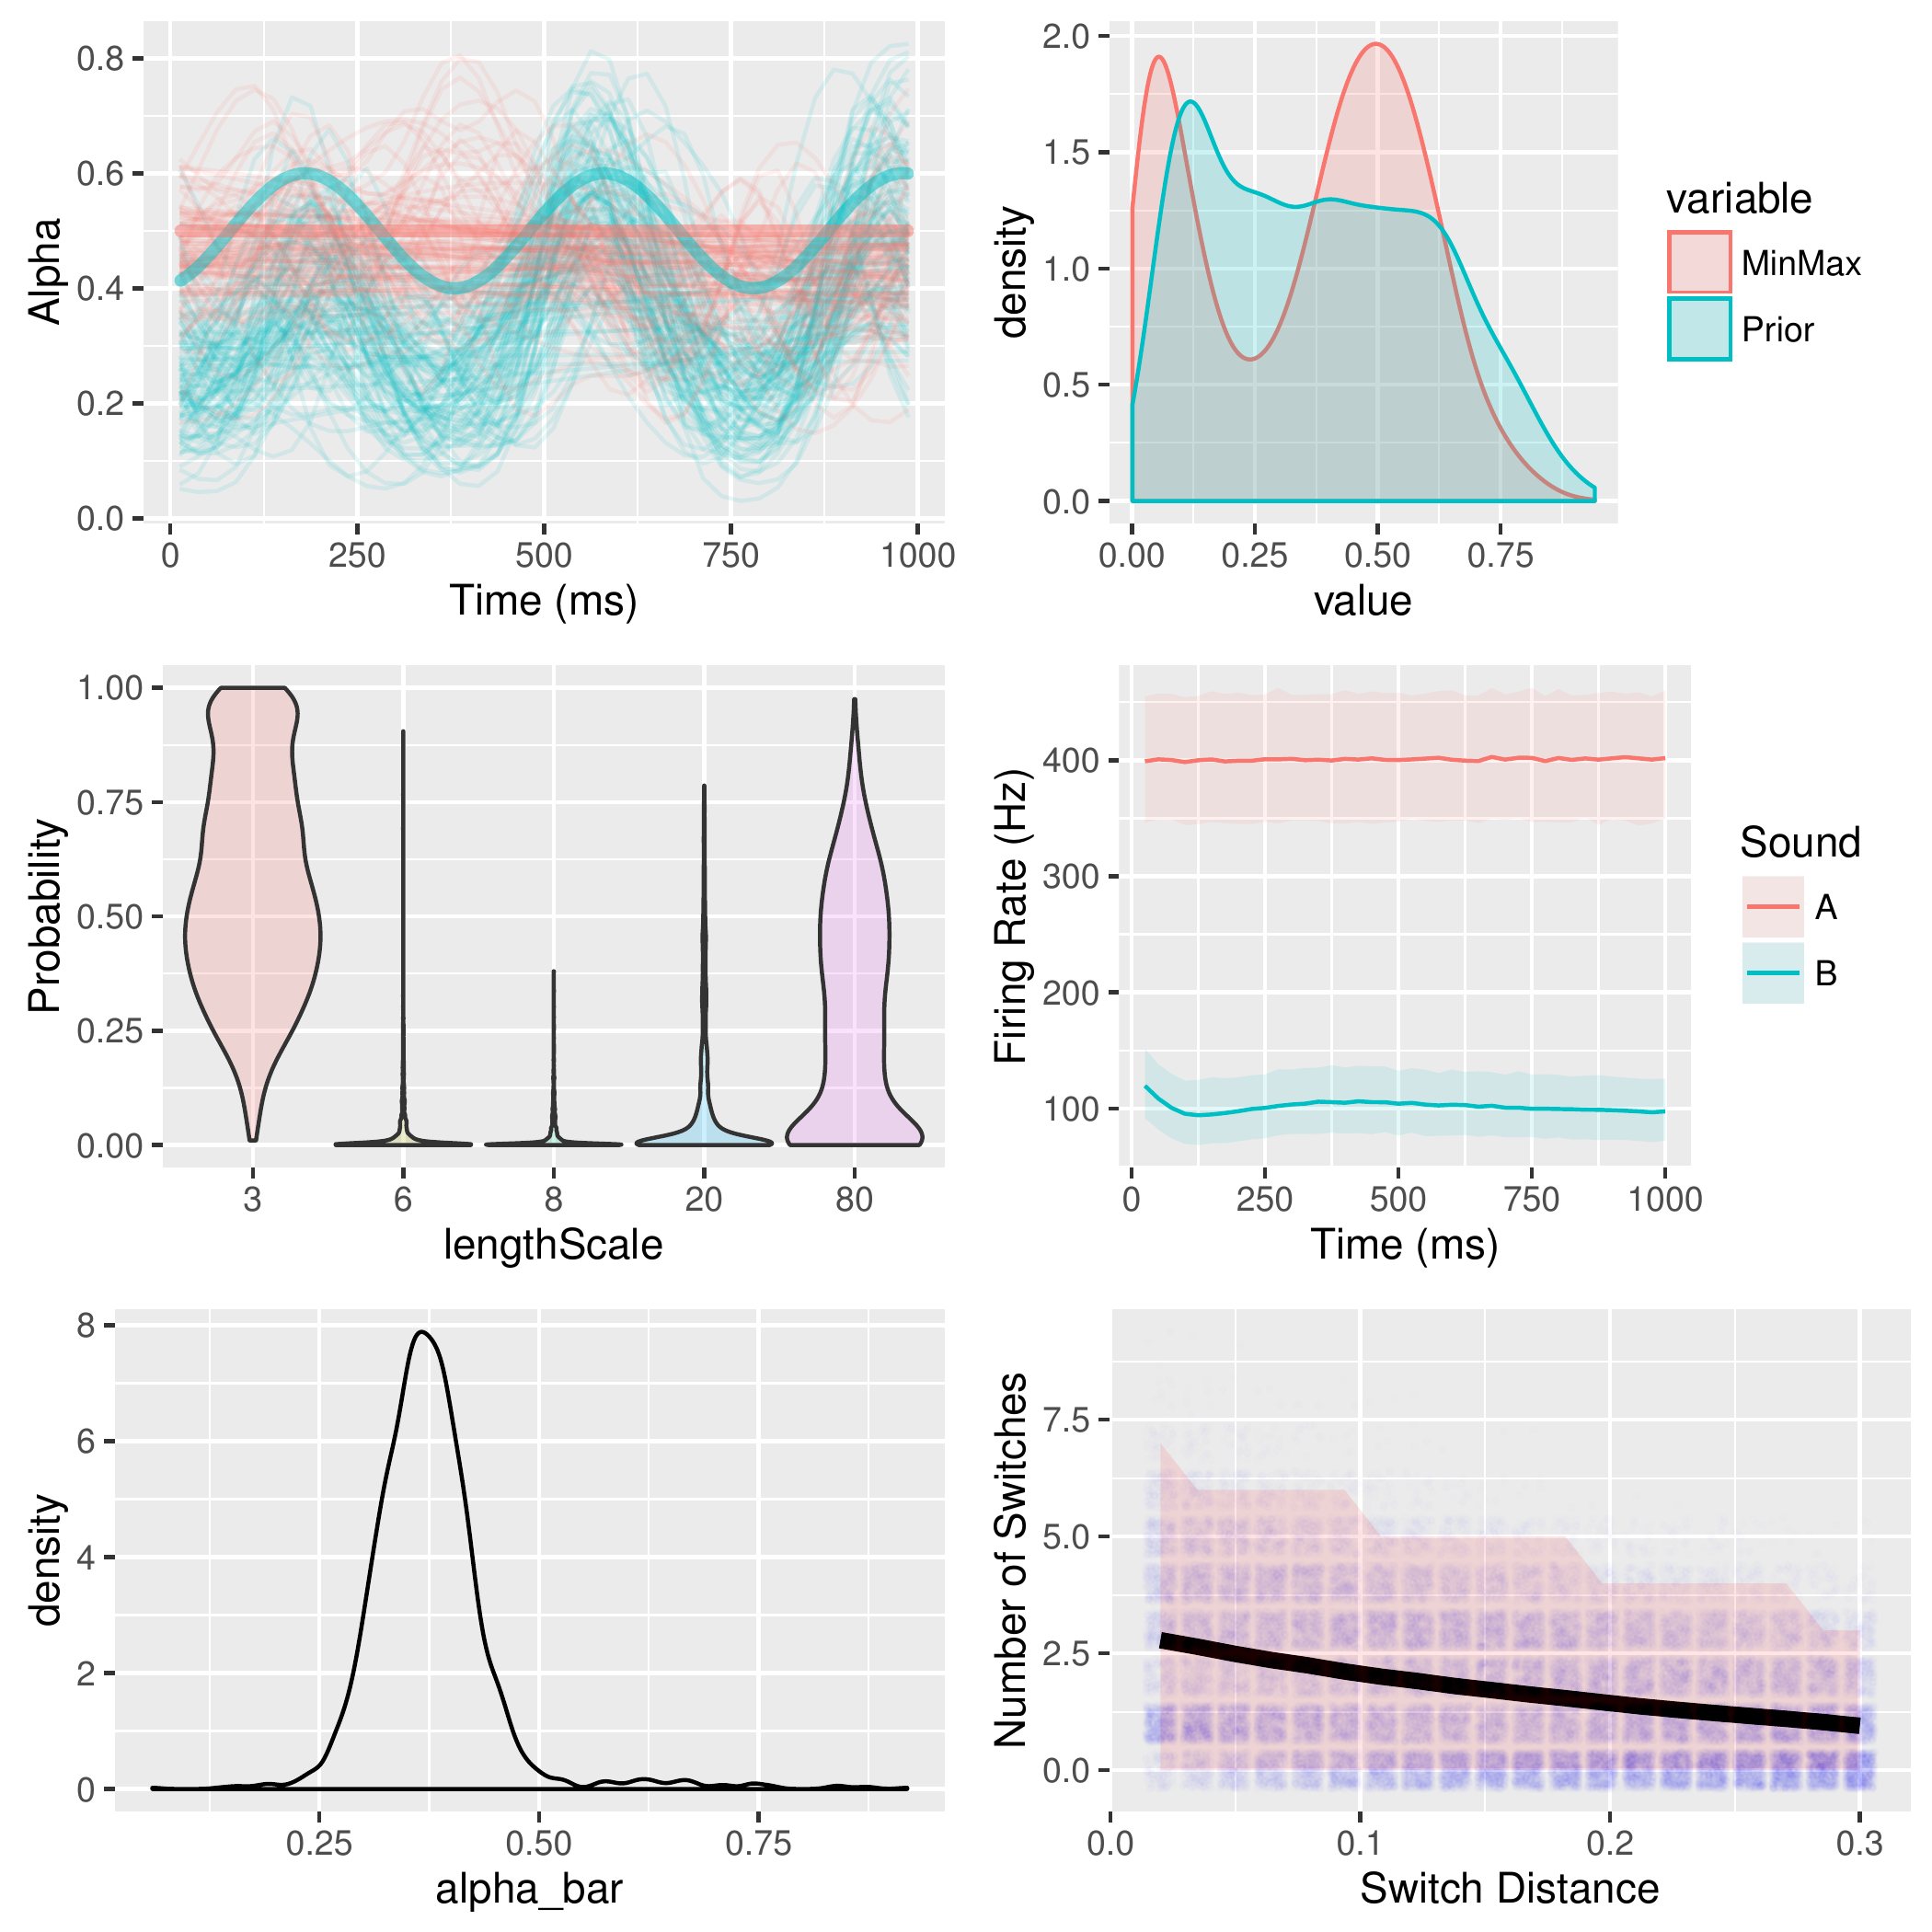 Alpha
0.8
0.6
0.4
0.2
0.0
0 250 500 750 1000
Time (ms)
density
2.0
1.5
1.0
0.5
0.0
0.00 0.25 0.50 0.75
value
variable
MinMax
Prior
Probability
1.00
0.75
0.50
0.25
0.00
3 6 8 20 80
lengthScale
Firing Rate (Hz)
400
300
200
100
0 250 500 750 1000
Time (ms)
Sound
A
B
density
8
6
4
2
0
0.25 0.50 0.75
alpha_bar
Number of Switches
7.5
5.0
2.5
0.0
0.0 0.1 0.2 0.3
Switch Distance